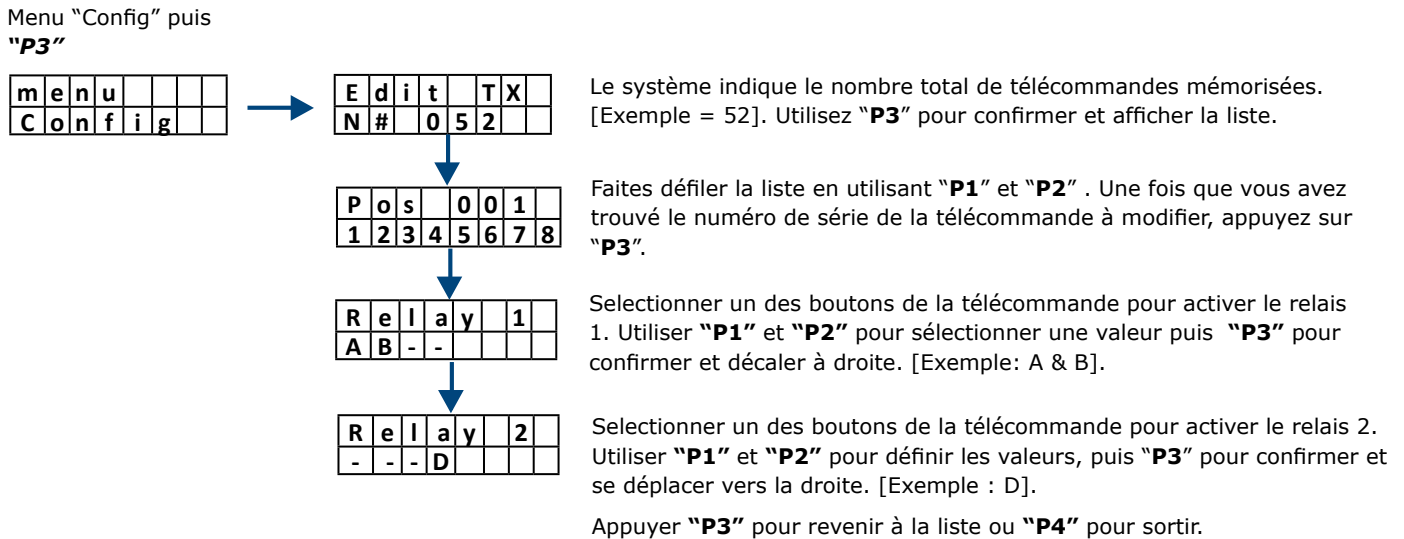 Menu “Config” puis
“P3”
menu
Config
Edit TX
N# 052
Le système indique le nombre total de télécommandes mémorisées.
[Exemple = 52]. Utilisez “P3” pour confirmer et afficher la liste.
Pos 001
12345678
Faites défiler la liste en utilisant “P1” et “P2” . Une fois que vous avez
trouvé le numéro de série de la télécommande à modifier, appuyez sur
“P3”.
Relay 1
AB--
Selectionner un des boutons de la télécommande pour activer le relais
1. Utiliser “P1” et “P2” pour sélectionner une valeur puis “P3” pour
confirmer et décaler à droite. [Exemple: A & B].
Relay 2
---D
Selectionner un des boutons de la télécommande pour activer le relais 2.
Utiliser “P1” et “P2” pour définir les valeurs, puis “P3” pour confirmer et
se déplacer vers la droite. [Exemple : D].
Appuyer “P3” pour revenir à la liste ou “P4” pour sortir.